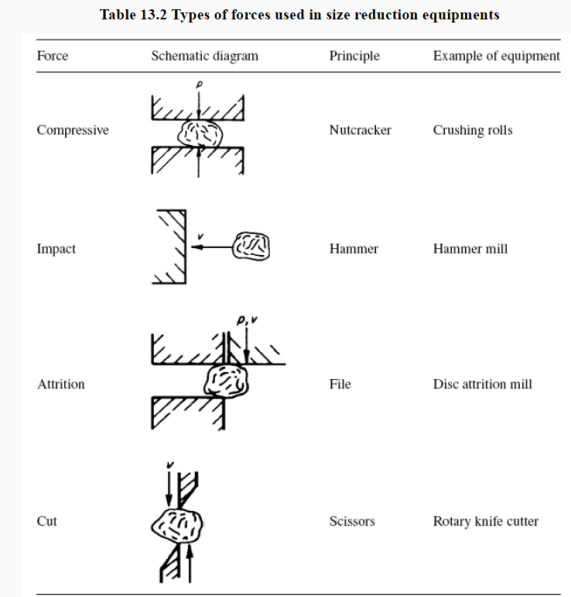 Table 13.2 Types of forces used in size reduction equipments
Force Schematic diagram Principle Example of equipment
p
Compressive Nutcracker Crushing rolls
v
Impact Hammer Hammer mill
p, v
Attrition File Disc attrition mill
v
Cut Scissors Rotary knife cutter